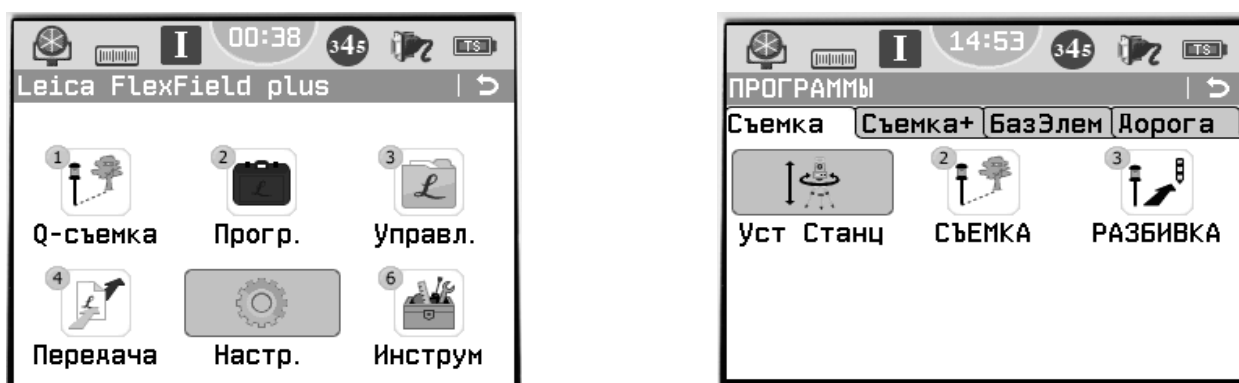 I 00:38 345 TS
Leica FlexField plus
1 2 3
Q-съемка Прогр. Управл.
4 6
Передача Настр. Инструм
I 14:53 345 TS
ПРОГРАММЫ
Съемка Съемка+ БазЭлем Дорога
2 3
Уст Станц СЪЕМКА РАЗБИВКА